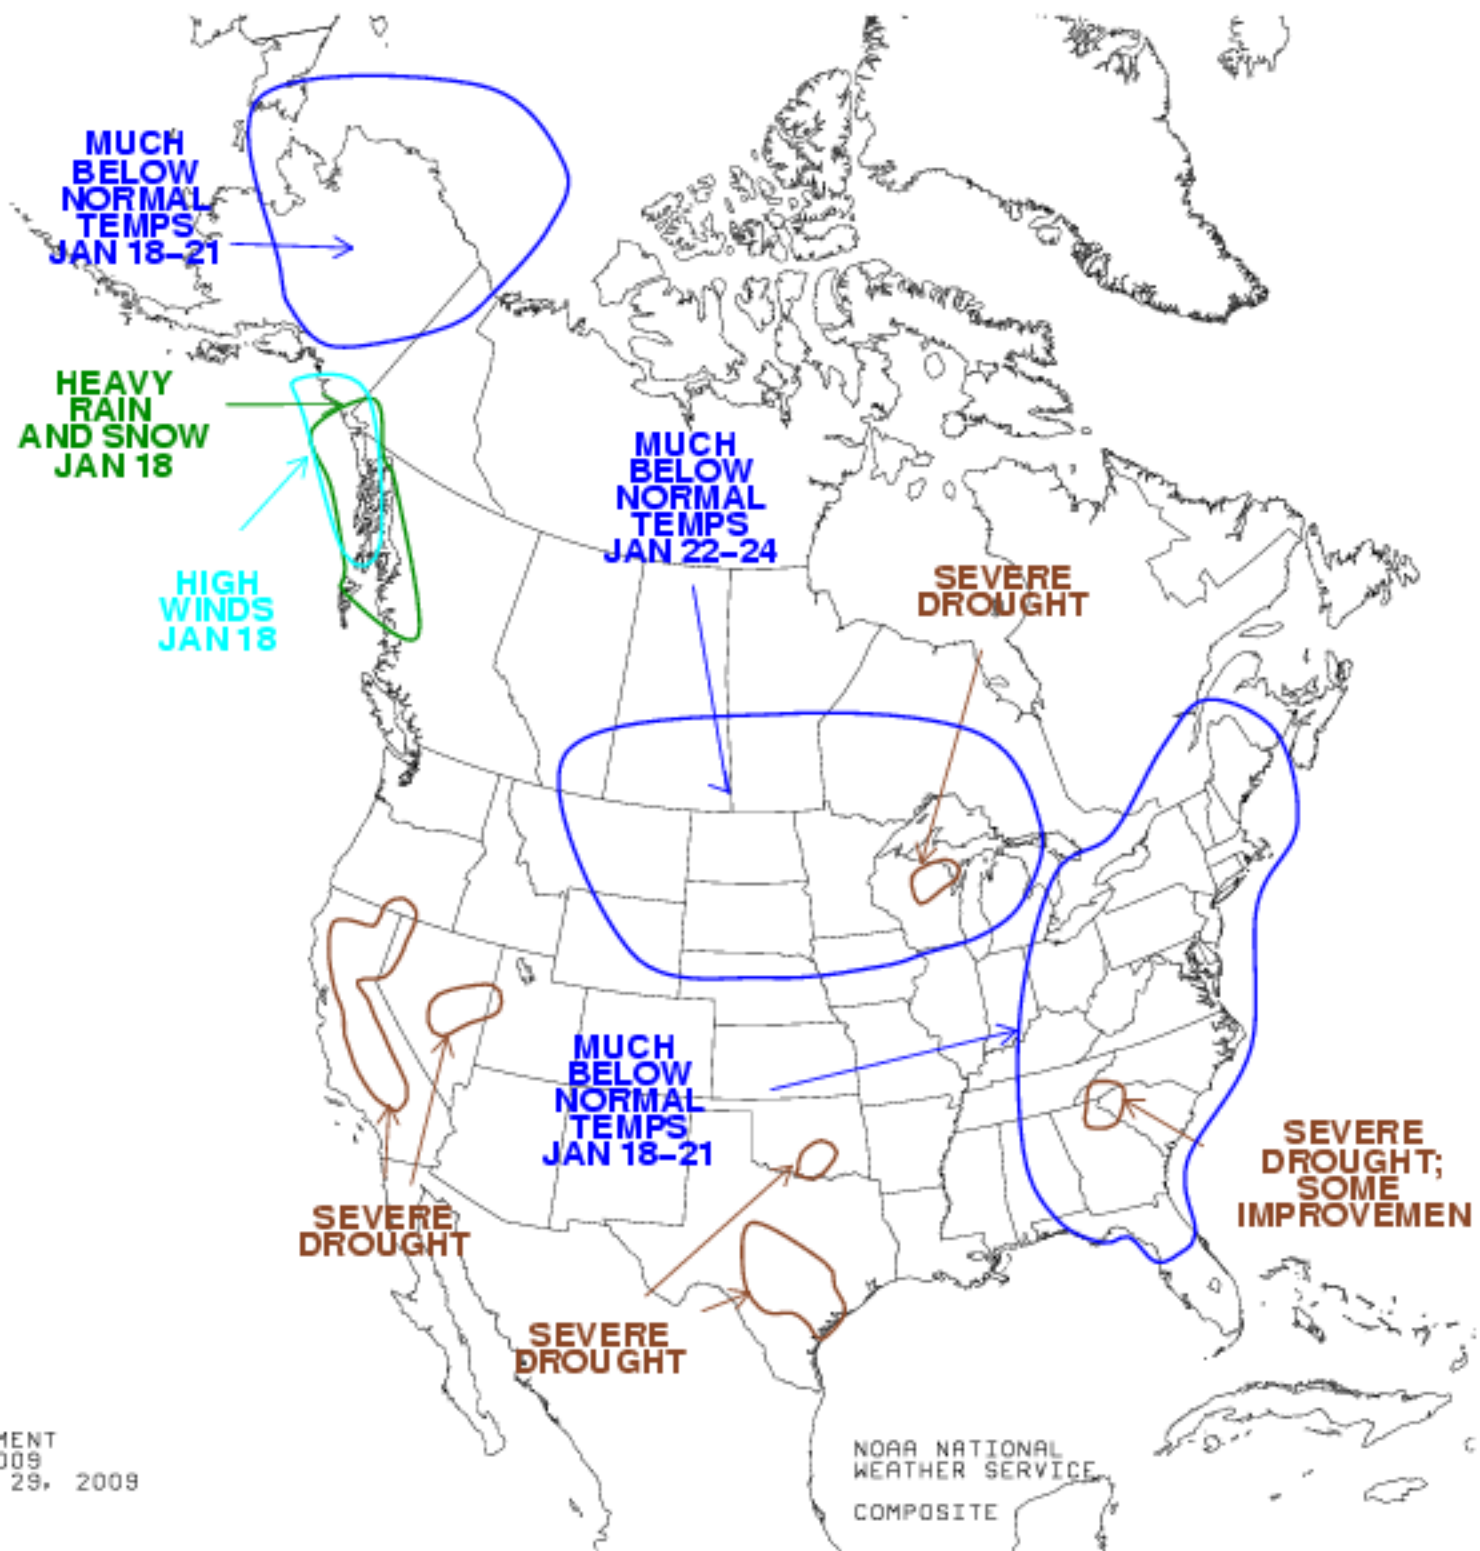 MUCH
BELOW
NORMAL
TEMPS
JAN 18-21
HEAVY
RAIN
AND SNOW
JAN 18
HIGH
WINDS
JAN 18
MUCH
BELOW
NORMAL
TEMPS
JAN 22-24
SEVERE
DROUGHT
MUCH
BELOW
NORMAL
TEMPS
JAN 18-21
SEVERE
DROUGHT;
SOME
IMPROVEMEN
SEVERE
DROUGHT
SEVERE
DROUGHT
MENT
009
29, 2009
NOAA NATIONAL
WEATHER SERVICE
COMPOSITE